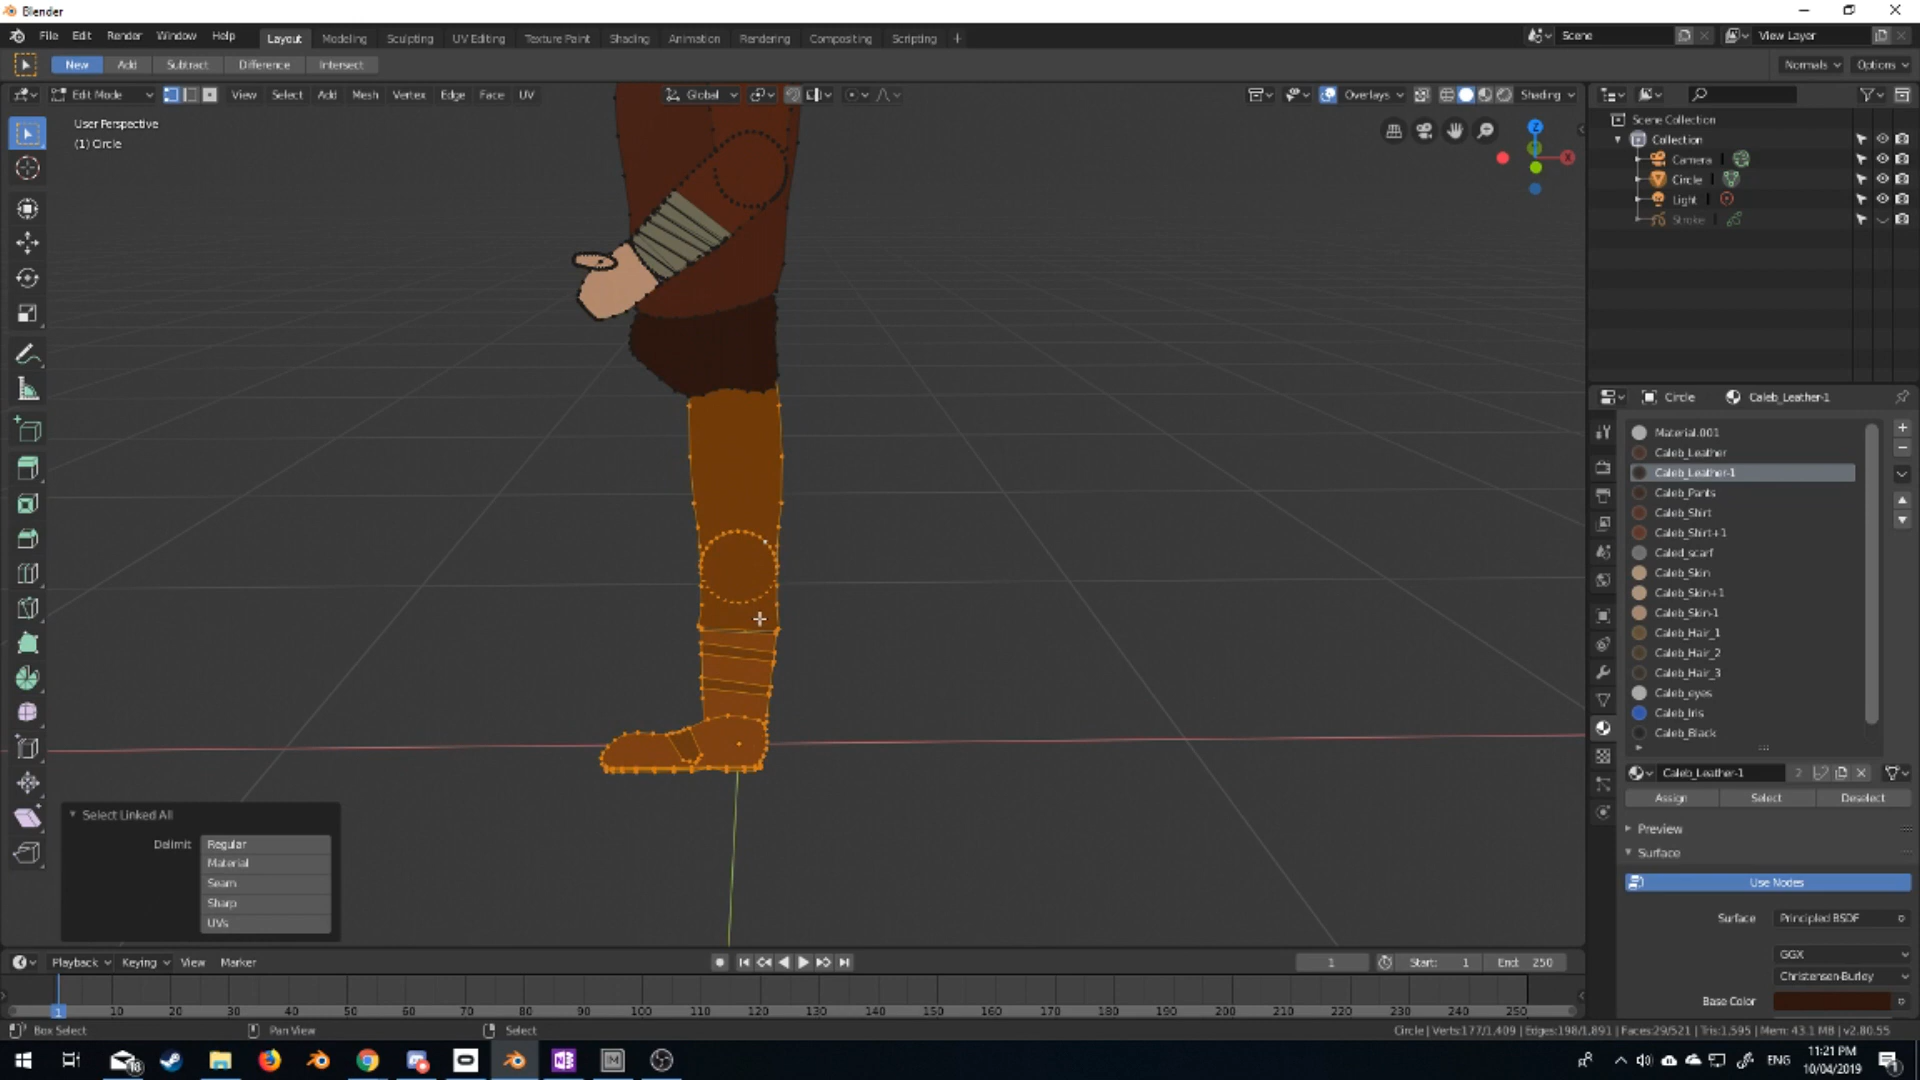 Blender
File Edit Render Window Help Layout Modeling Sculpting UV Editing Texture Paint Shading Animation Rendering Compositing Scripting + Scene View Layer
New Add Subtract Difference Intersect Normals Options
Edit Mode View Select Add Mesh Vertex Edge Face UV Global Overlays Shading
User Perspective
(1) Circle
Z
X
Scene Collection
Collection
Camera
Circle
Light
Stroke
Circle Caleb_Leather-1
Material.001
Caleb_Leather
Caleb_Leather-1
Caleb_Pants
Caleb_Shirt
Caleb_Shirt+1
Caled_scarf
Caleb_Skin
Caleb_Skin+1
Caleb_Skin-1
Caleb_Hair_1
Caleb_Hair_2
Caleb_Hair_3
Caleb_eyes
Caleb_Iris
Caleb_Black
Caleb_Leather-1 2
Assign Select Deselect
Preview
Surface
Use Nodes
Surface Principled BSDF
GGX
Christensen-Burley
Base Color
Select Linked All
Delimit Regular
Material
Seam
Sharp
UVs
Playback Keying View Marker 1 Start: 1 End: 250
1 10 20 30 40 50 60 70 80 90 100 110 120 130 140 150 160 170 180 190 200 210 220 230 240 250
Box Select Pan View Select Circle | Verts:177/1,409 | Edges:198/1,891 | Faces:29/521 | Tris:1,595 | Mem: 43.1 MB | v2.80.55
18 ENG 11:21 PM
10/04/2019 1